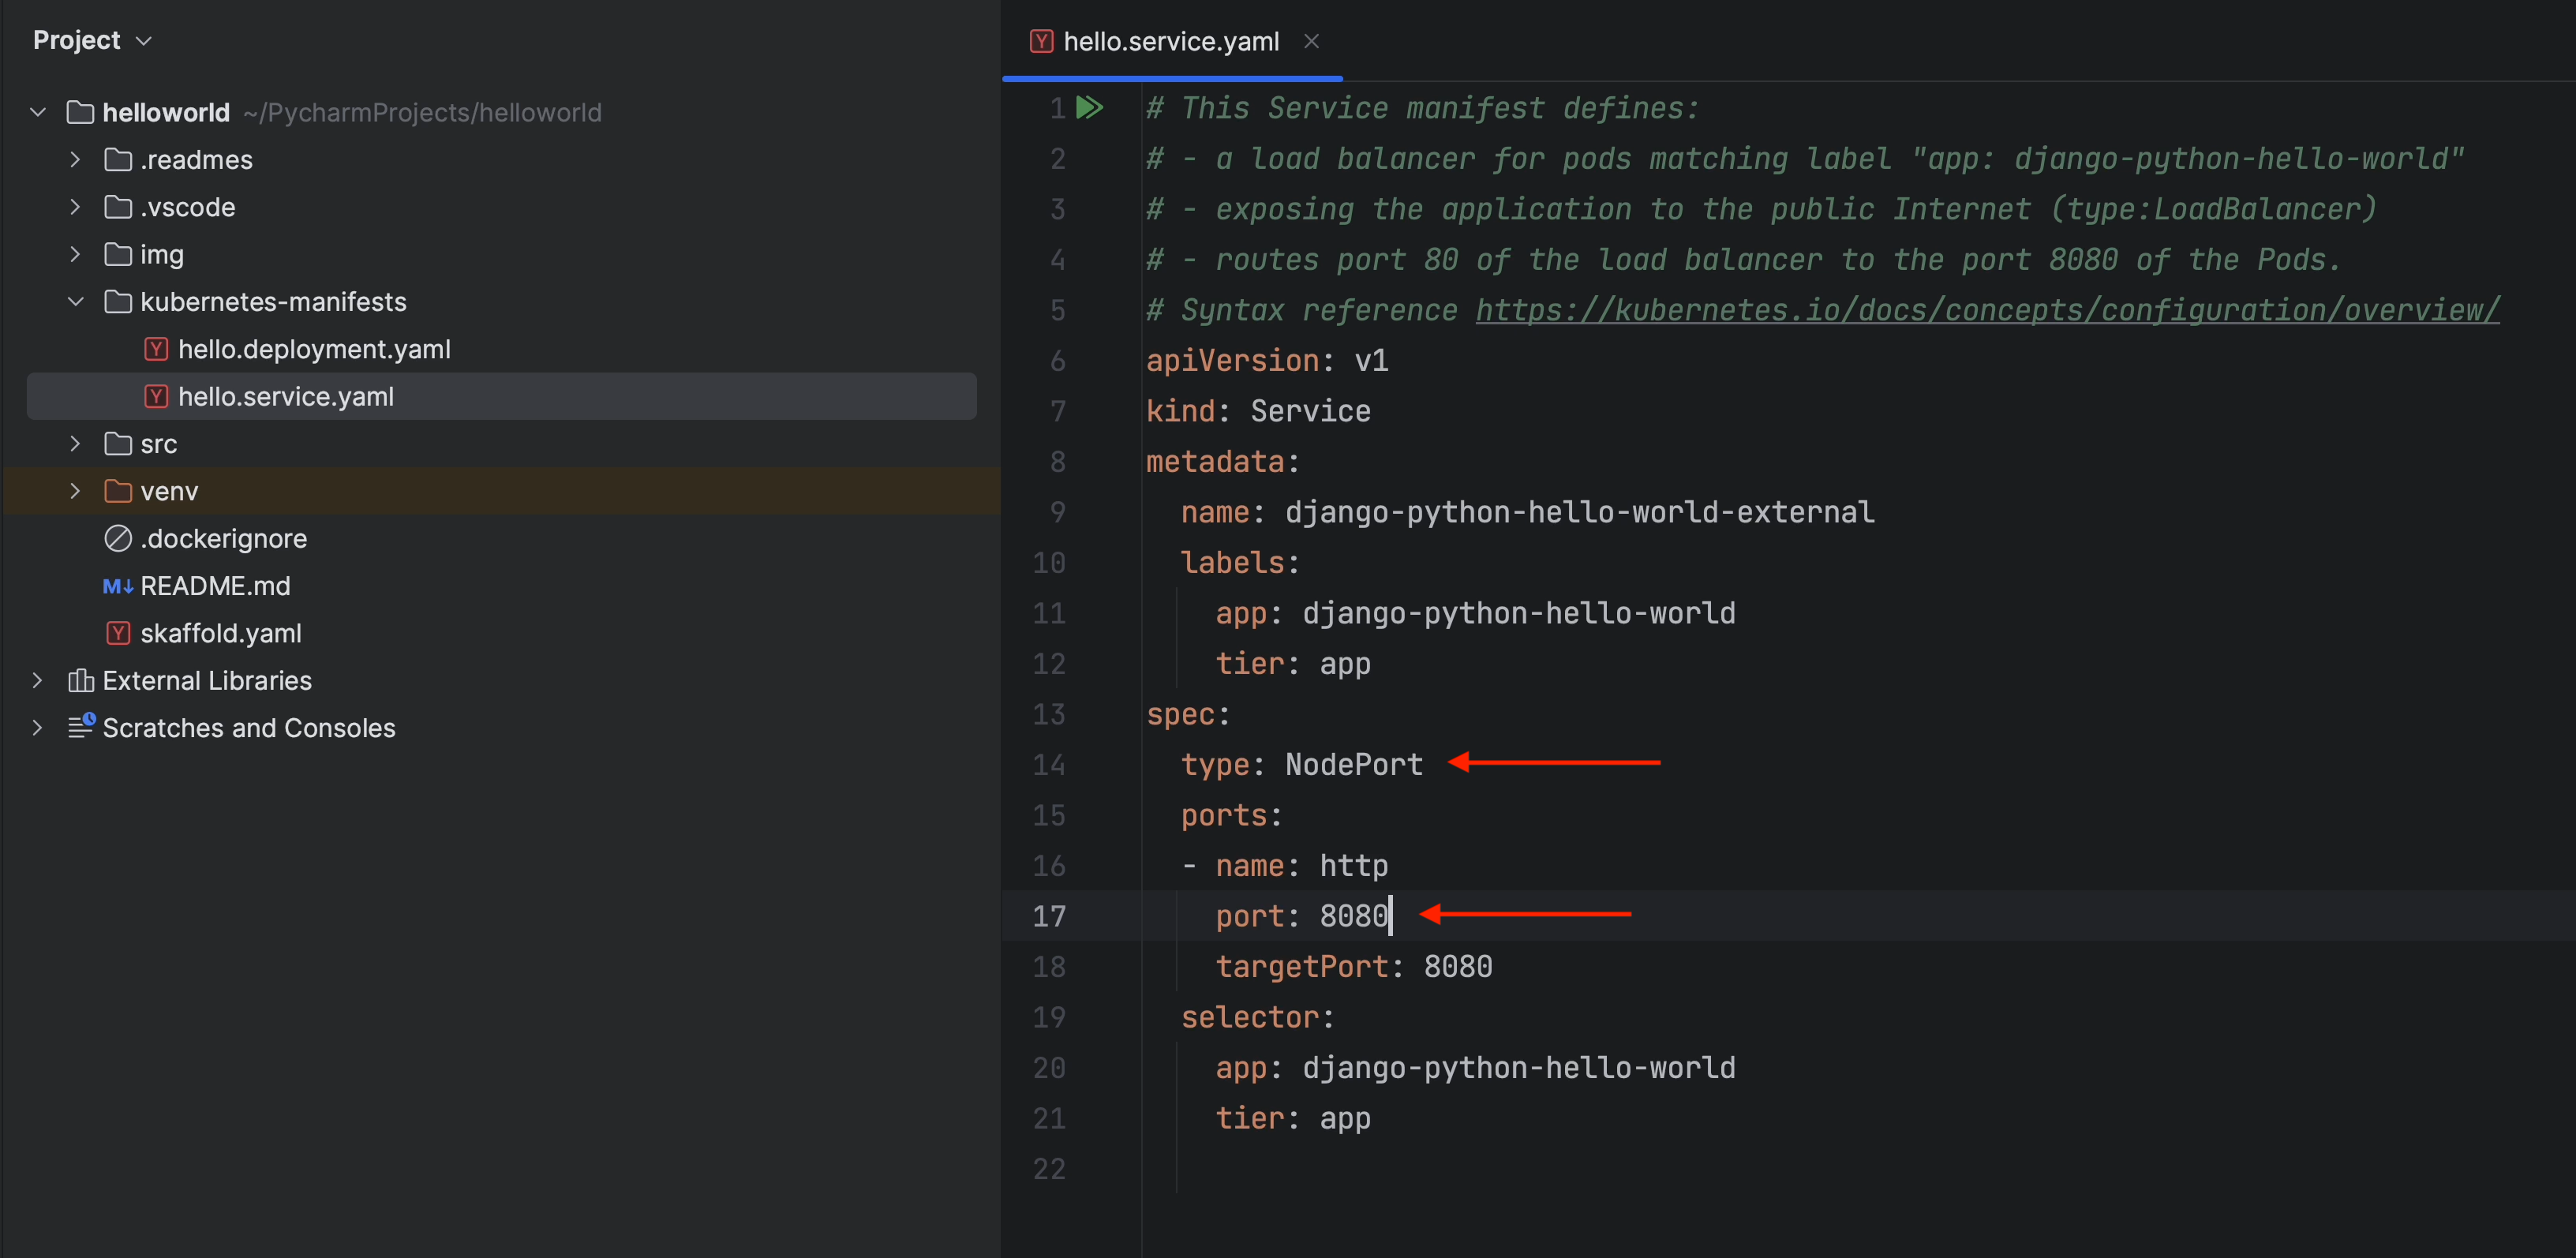 Project
helloworld ~/PycharmProjects/helloworld
.readmes
.vscode
img
kubernetes-manifests
hello.deployment.yaml
hello.service.yaml
src
venv
.dockerignore
README.md
skaffold.yaml
External Libraries
Scratches and Consoles
hello.service.yaml
1 # This Service manifest defines:
2 # - a load balancer for pods matching label "app: django-python-hello-world"
3 # - exposing the application to the public Internet (type:LoadBalancer)
4 # - routes port 80 of the load balancer to the port 8080 of the Pods.
5 # Syntax reference https://kubernetes.io/docs/concepts/configuration/overview/
6 apiVersion: v1
7 kind: Service
8 metadata:
9   name: django-python-hello-world-external
10   labels:
11     app: django-python-hello-world
12     tier: app
13 spec:
14   type: NodePort
15   ports:
16   - name: http
17     port: 8080
18     targetPort: 8080
19   selector:
20     app: django-python-hello-world
21     tier: app
22